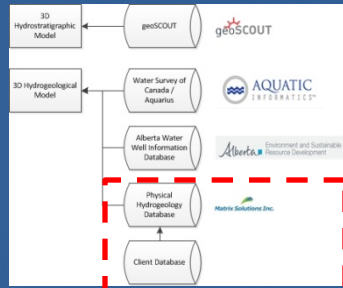 3D
Hydrostratigraphic
Model
geoSCOUT
geoSCOUT
3D Hydrogeological
Model
Water Survey of
Canada /
Aquarius
AQUATIC
INFORMATICS™
Alberta Water
Well Information
Database
Alberta Environment and Sustainable
Resource Development
Physical
Hydrogeology
Database
Matrix Solutions Inc.
Client Database